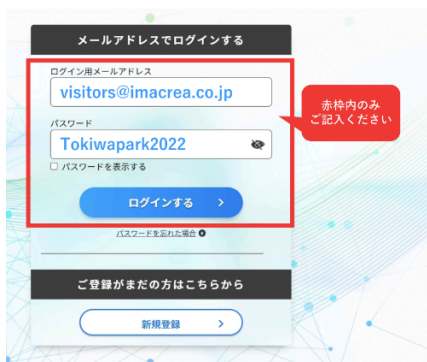 メールアドレスでログインする
ログイン用メールアドレス
visitors@imacrea.co.jp
赤枠内のみ
ご記入ください
パスワード
Tokiwapark2022
パスワードを表示する
ログインする
パスワードを忘れた場合
ご登録がまだの方はこちらから
新規登録